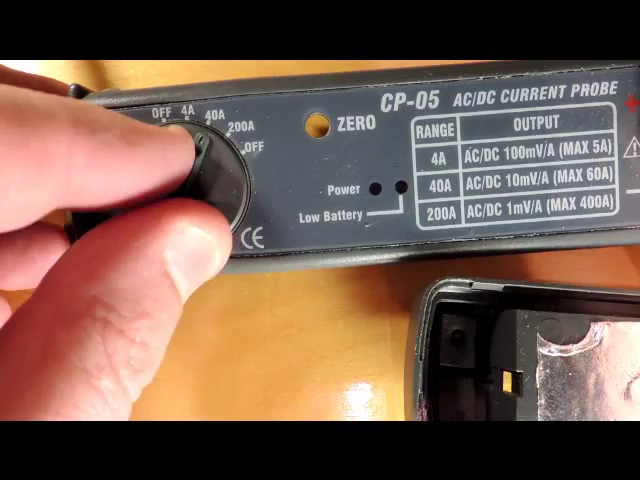 CP-05 AC/DC CURRENT PROBE
OFF 4A 40A 200A OFF
ZERO
RANGE OUTPUT
4A AC/DC 100mV/A (MAX 5A)
40A AC/DC 10mV/A (MAX 60A)
200A AC/DC 1mV/A (MAX 400A)
Power
Low Battery
CE
+